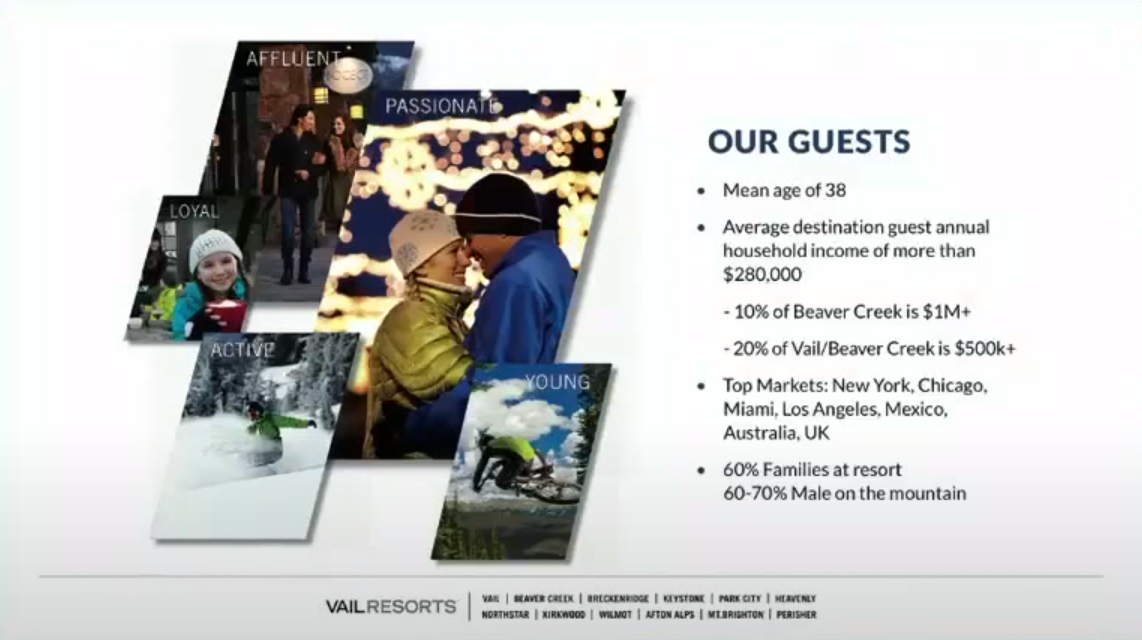 AFFLUENT
PASSIONATE
LOYAL
ACTIVE
YOUNG
OUR GUESTS
• Mean age of 38
• Average destination guest annual
household income of more than
$280,000
- 10% of Beaver Creek is $1M+
- 20% of Vail/Beaver Creek is $500k+
• Top Markets: New York, Chicago,
Miami, Los Angeles, Mexico,
Australia, UK
• 60% Families at resort
60-70% Male on the mountain
VAILRESORTS
VAIL | BEAVER CREEK | BRECKENRIDGE | KEYSTONE | PARK CITY | HEAVENLY
NORTHSTAR | KIRKWOOD | WILMOT | AFTON ALPS | MT.BRIGHTON | PERISHER